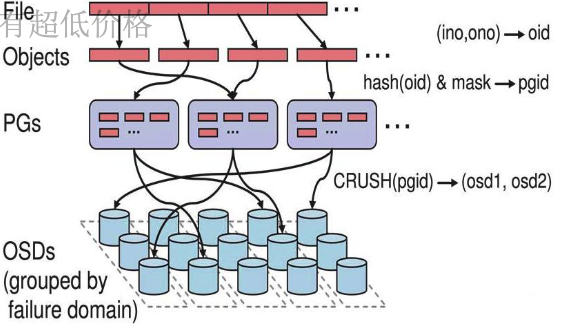 File
有超低价格
(ino,ono) → oid
Objects
hash(oid) & mask → pgid
PGs
CRUSH(pgid) → (osd1, osd2)
OSDs
(grouped by
failure domain)